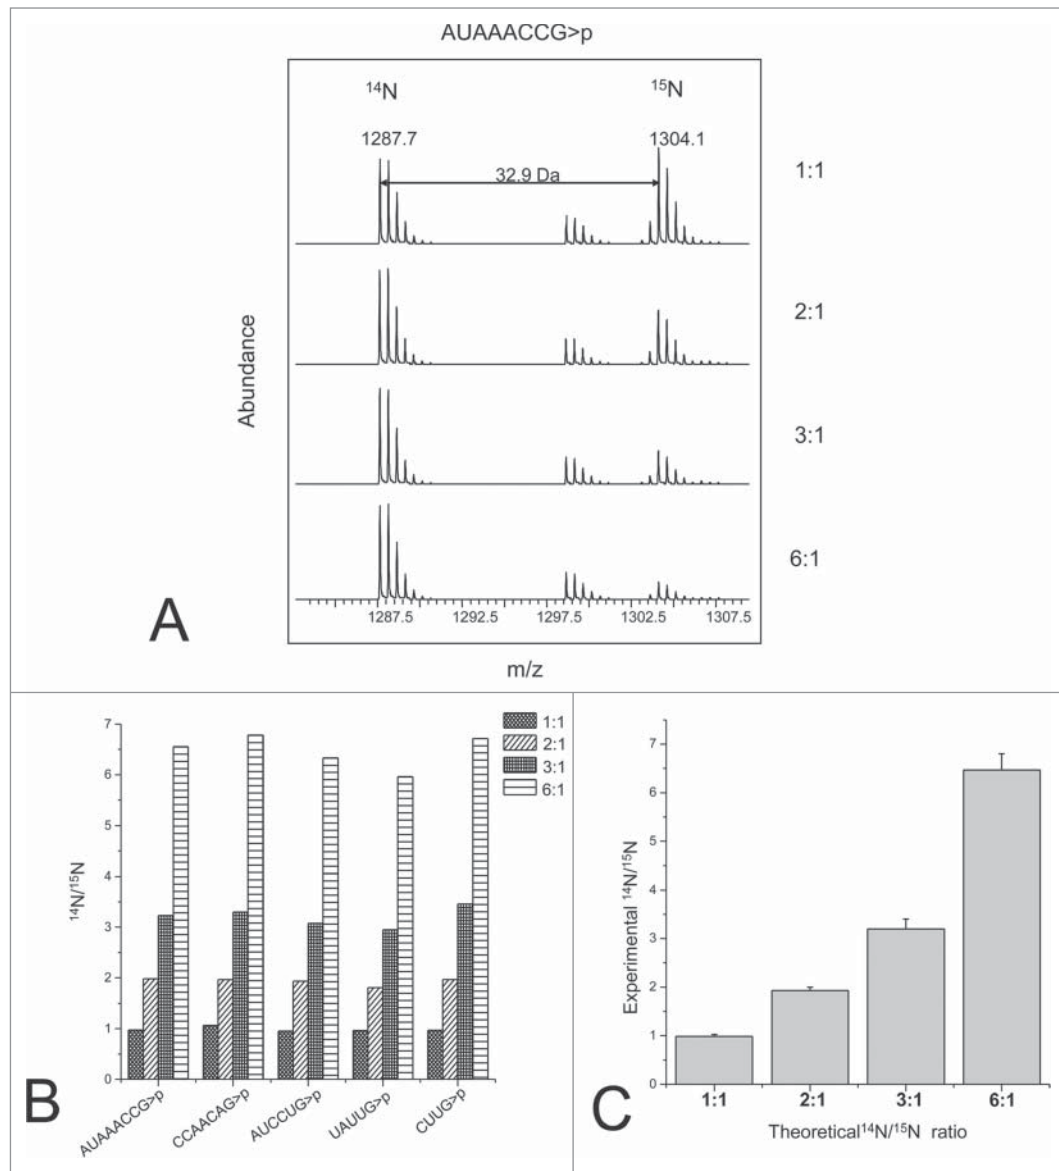 AUAAACCG>p
¹⁴N
¹⁵N
1287.7
1304.1
32.9 Da
1:1
2:1
3:1
6:1
Abundance
1287.5 1292.5 1297.5 1302.5 1307.5
m/z
A
7
6
5
4
3
2
1
0
¹⁴N/¹⁵N
1:1
2:1
3:1
6:1
AUAAACCG>p
CCAACAG>p
AUCCUG>p
UAUUG>p
CUUG>p
B
7
6
5
4
3
2
1
0
Experimental ¹⁴N/¹⁵N
1:1 2:1 3:1 6:1
Theoretical¹⁴N/¹⁵N ratio
C